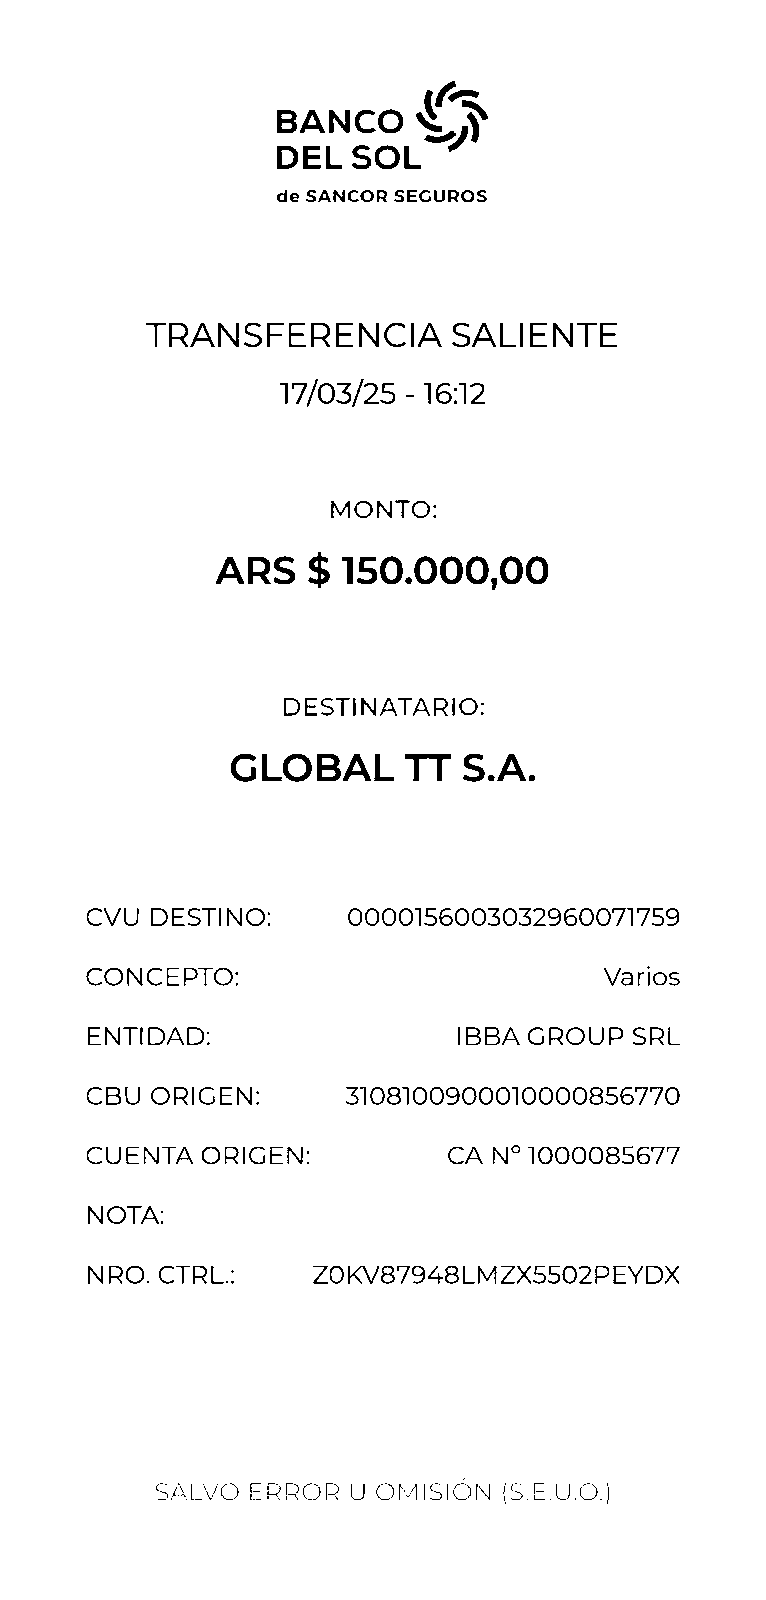 BANCO
DEL SOL
de SANCOR SEGUROS
TRANSFERENCIA SALIENTE
17/03/25 - 16:12
MONTO:
ARS $ 150.000,00
DESTINATARIO:
GLOBAL TT S.A.
CVU DESTINO: 0000156003032960071759
CONCEPTO: Varios
ENTIDAD: IBBA GROUP SRL
CBU ORIGEN: 3108100900010000856770
CUENTA ORIGEN: CA Nº 1000085677
NOTA:
NRO. CTRL.: Z0KV87948LMZX5502PEYDX
SALVO ERROR U OMISIÓN (S.E.U.O.)